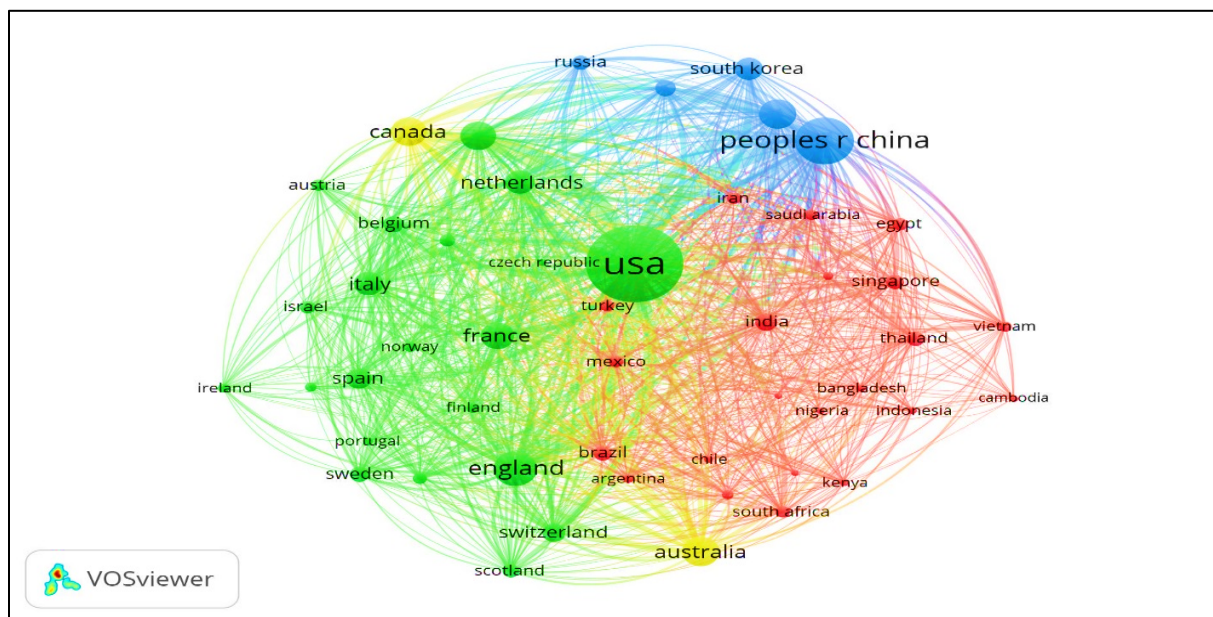 russia
south korea
canada
peoples r china
netherlands
austria
iran
saudi arabia
belgium
egypt
czech republic
usa
italy
singapore
israel
turkey
india
vietnam
france
thailand
norway
mexico
spain
ireland
bangladesh
cambodia
finland
nigeria
indonesia
portugal
brazil
chile
sweden
england
argentina
kenya
south africa
switzerland
australia
scotland
VOSviewer